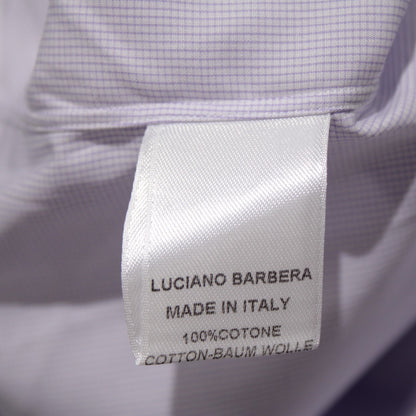 LUCIANO BARBERA
MADE IN ITALY
100%COTONE
COTTON-BAUM WOLLE